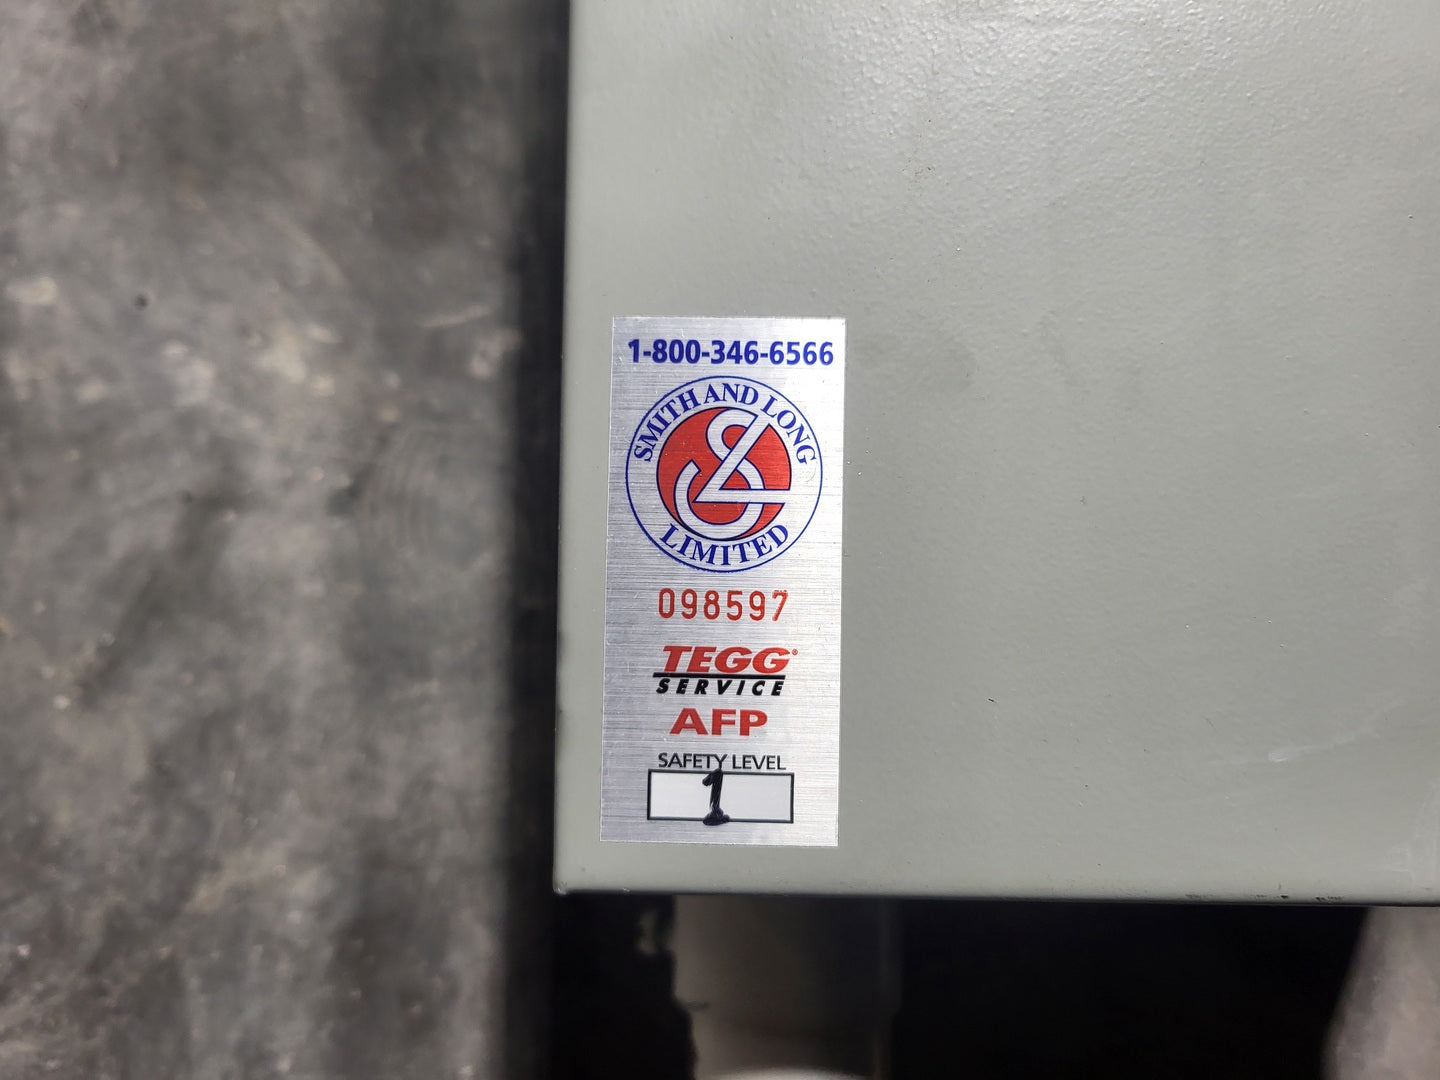 1-800-346-6566
SMITH AND LONG
LIMITED
098597
TEGG®
SERVICE
AFP
SAFETY LEVEL
1